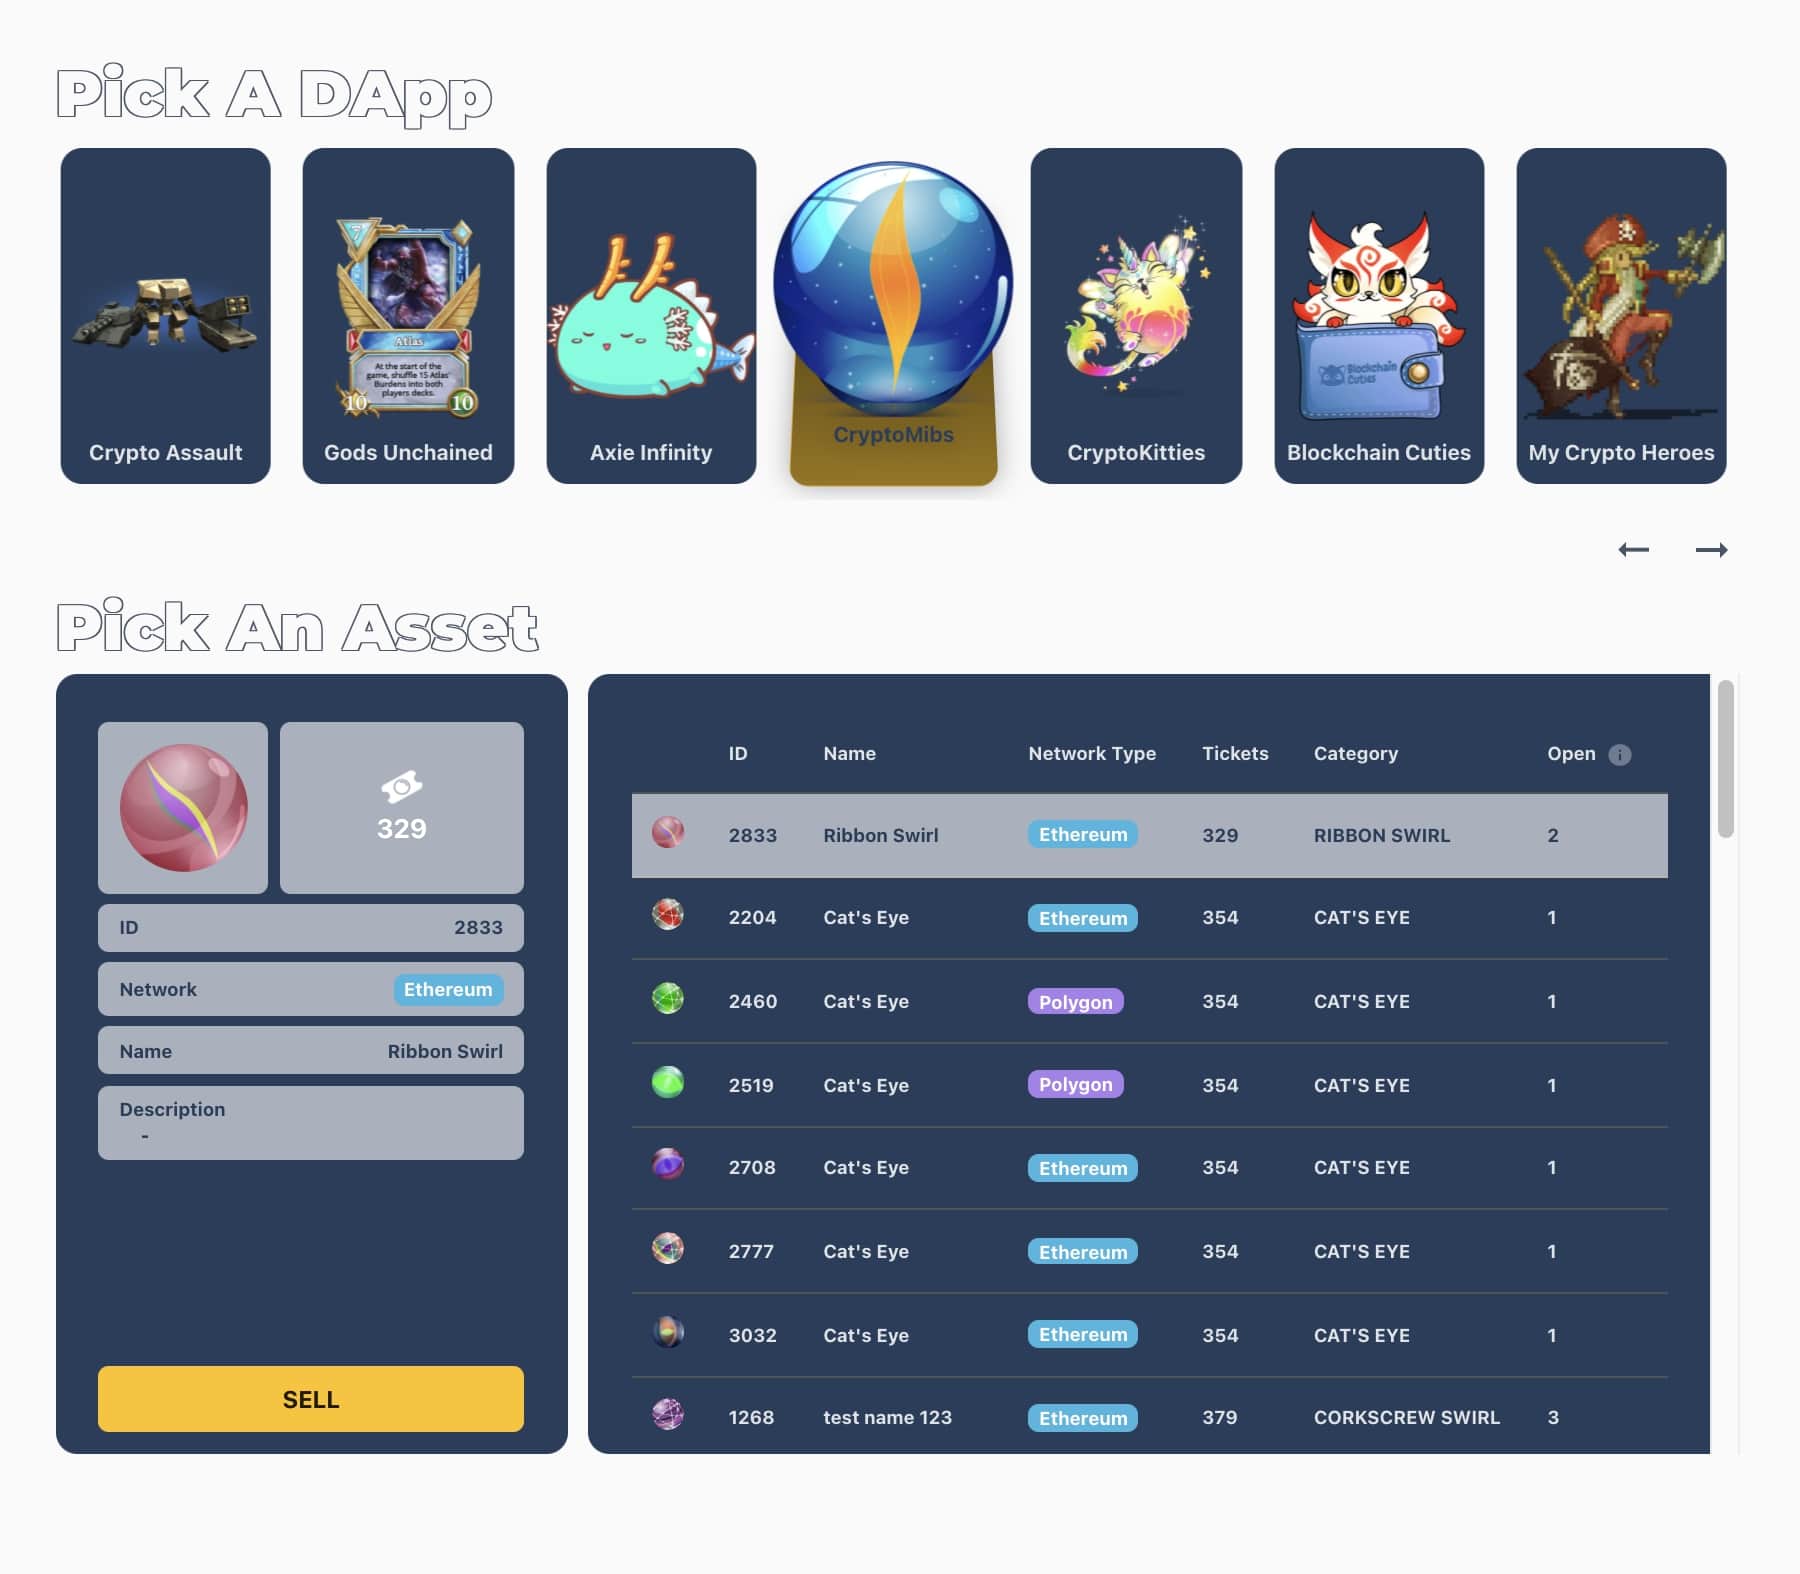 Pick A DApp
7
Atlas
At the start of the
game, shuffle 15 Atlas'
Burdens into both
players decks.
10
10
Blockchain
Cuties
Crypto Assault
Gods Unchained
Axie Infinity
CryptoMibs
CryptoKitties
Blockchain Cuties
My Crypto Heroes
Pick An Asset
329
ID 2833
Network Ethereum
Name Ribbon Swirl
Description
-
SELL
ID Name Network Type Tickets Category Open i
2833 Ribbon Swirl Ethereum 329 RIBBON SWIRL 2
2204 Cat's Eye Ethereum 354 CAT'S EYE 1
2460 Cat's Eye Polygon 354 CAT'S EYE 1
2519 Cat's Eye Polygon 354 CAT'S EYE 1
2708 Cat's Eye Ethereum 354 CAT'S EYE 1
2777 Cat's Eye Ethereum 354 CAT'S EYE 1
3032 Cat's Eye Ethereum 354 CAT'S EYE 1
1268 test name 123 Ethereum 379 CORKSCREW SWIRL 3